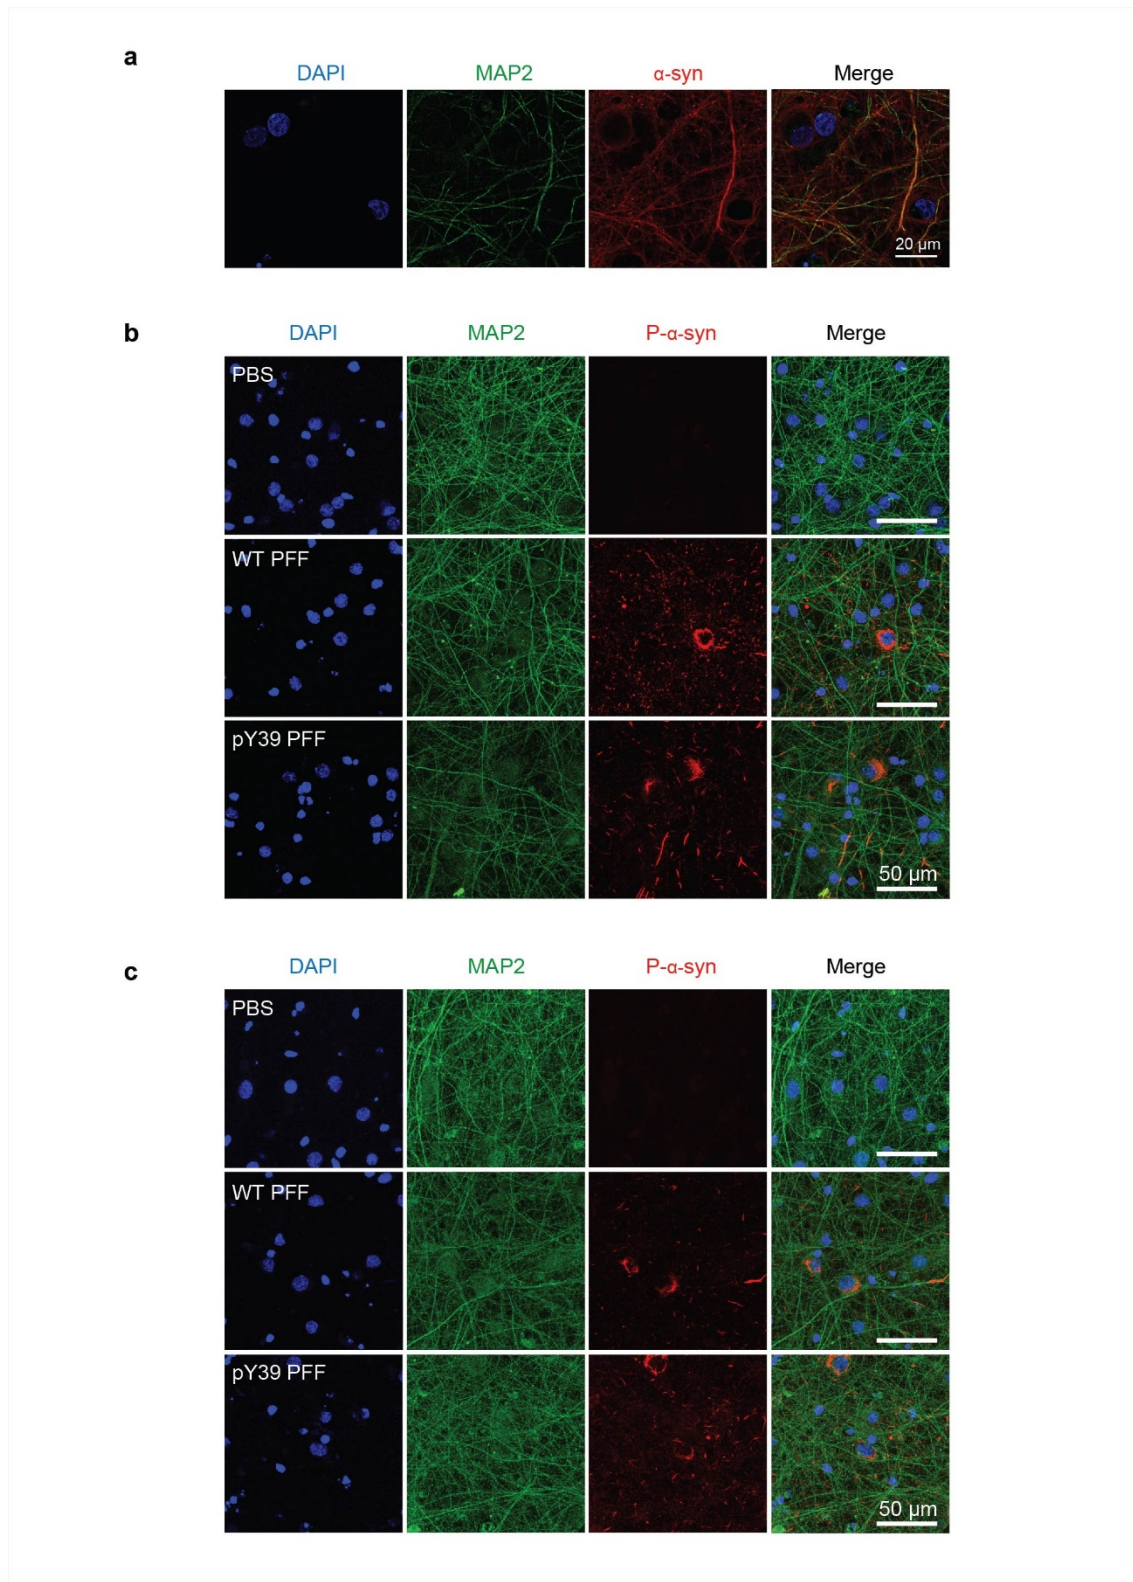 a
DAPI MAP2 α-syn Merge
20 µm
b
DAPI MAP2 P-α-syn Merge
PBS
WT PFF
pY39 PFF
50 µm
c
DAPI MAP2 P-α-syn Merge
PBS
WT PFF
pY39 PFF
50 µm